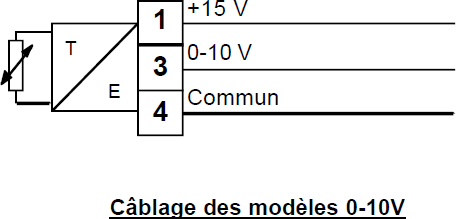 1 +15 V
T
3 0-10 V
E
4 Commun
Câblage des modèles 0-10V